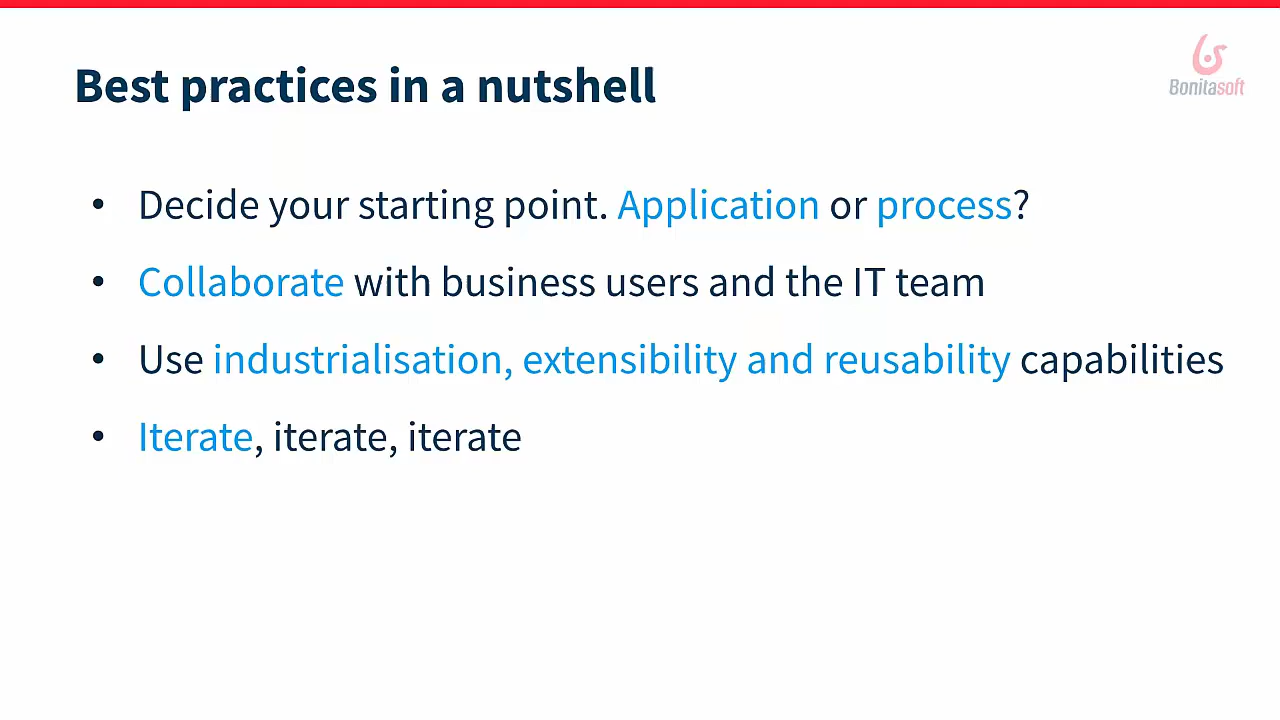 Best practices in a nutshell
Bonitasoft
• Decide your starting point. Application or process?
• Collaborate with business users and the IT team
• Use industrialisation, extensibility and reusability capabilities
• Iterate, iterate, iterate